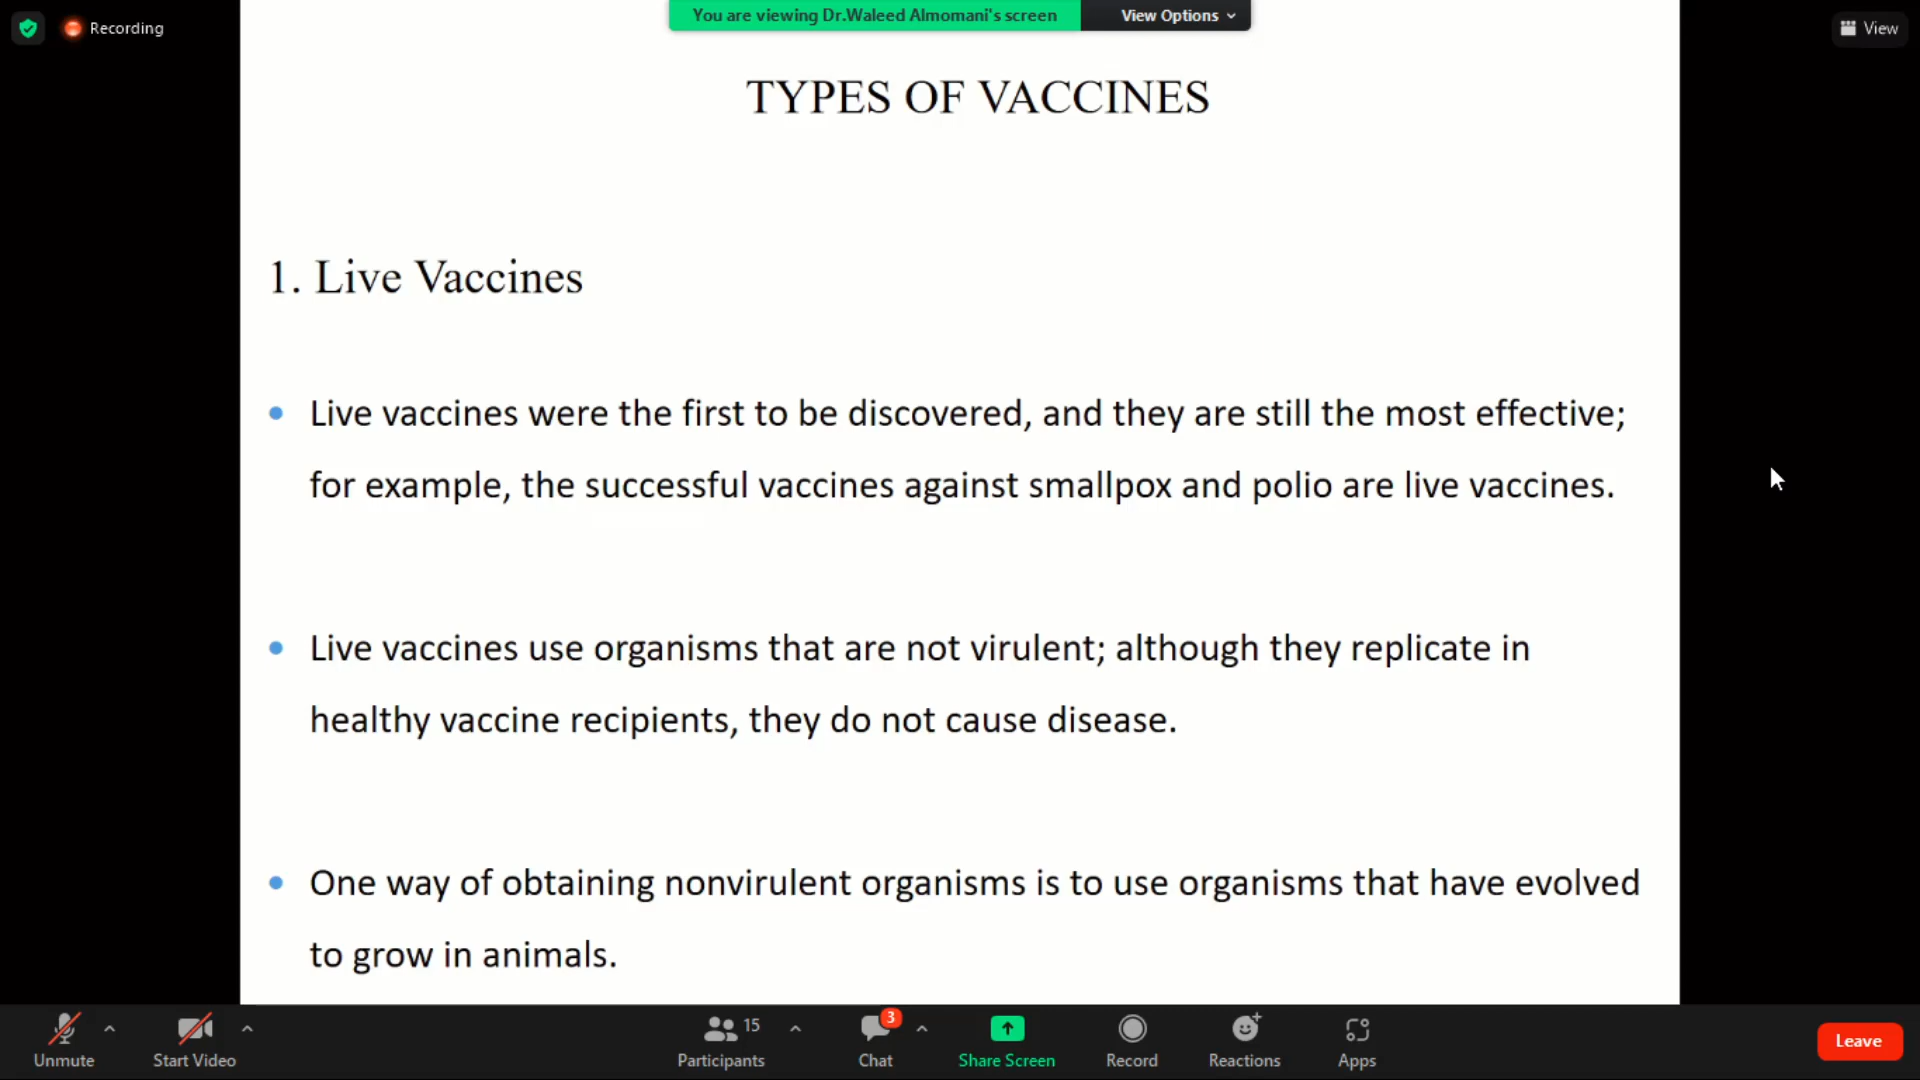 Recording
You are viewing Dr.Waleed Almomani's screen
View Options
View
TYPES OF VACCINES
1. Live Vaccines
• Live vaccines were the first to be discovered, and they are still the most effective;
for example, the successful vaccines against smallpox and polio are live vaccines.
• Live vaccines use organisms that are not virulent; although they replicate in
healthy vaccine recipients, they do not cause disease.
• One way of obtaining nonvirulent organisms is to use organisms that have evolved
to grow in animals.
Unmute
Start Video
15
Participants
3
Chat
Share Screen
Record
Reactions
Apps
Leave